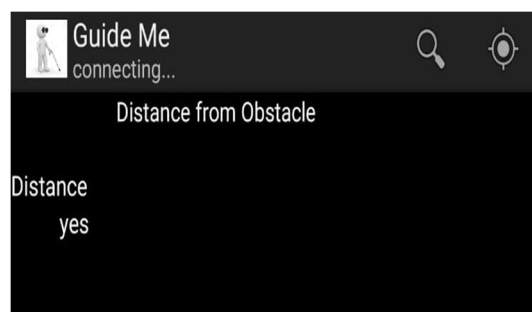 Guide Me
connecting...
Distance from Obstacle
Distance
yes